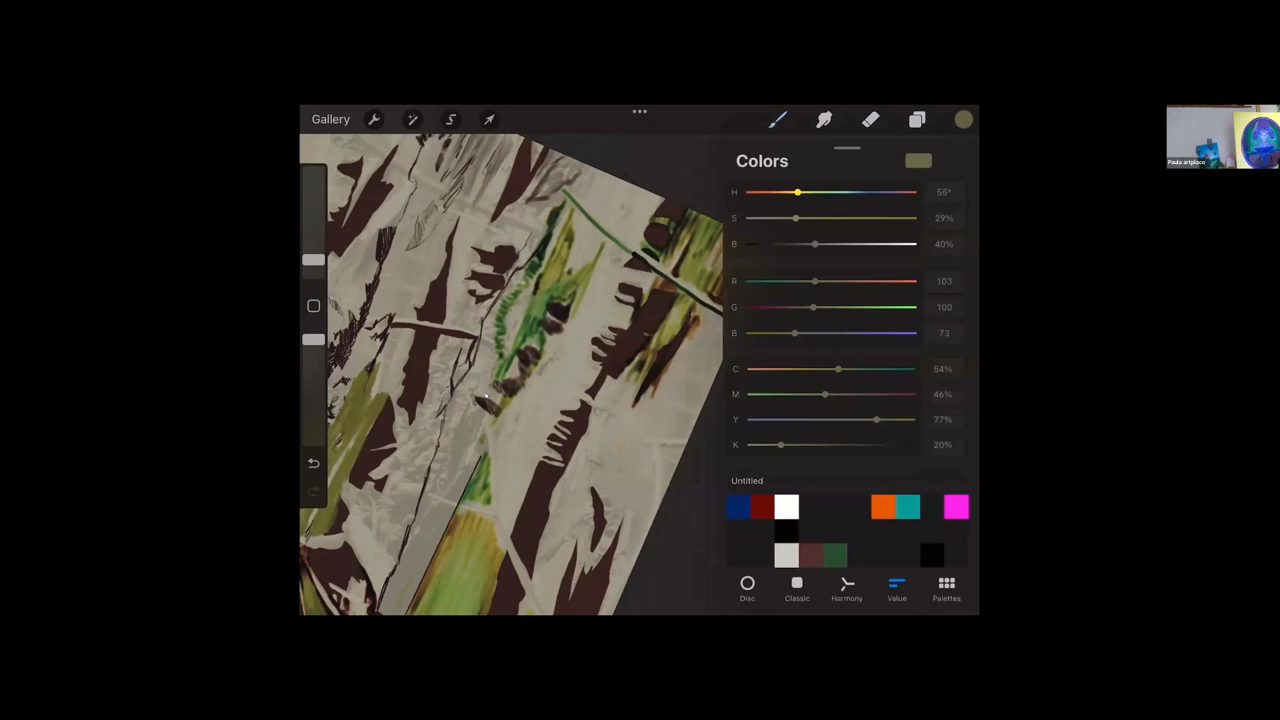 Gallery
Colors
H 55°
S 29%
B 40%
R 103
G 100
B 73
C 54%
M 46%
Y 77%
K 20%
Untitled
Disc Classic Harmony Value Palettes
Paula artplace